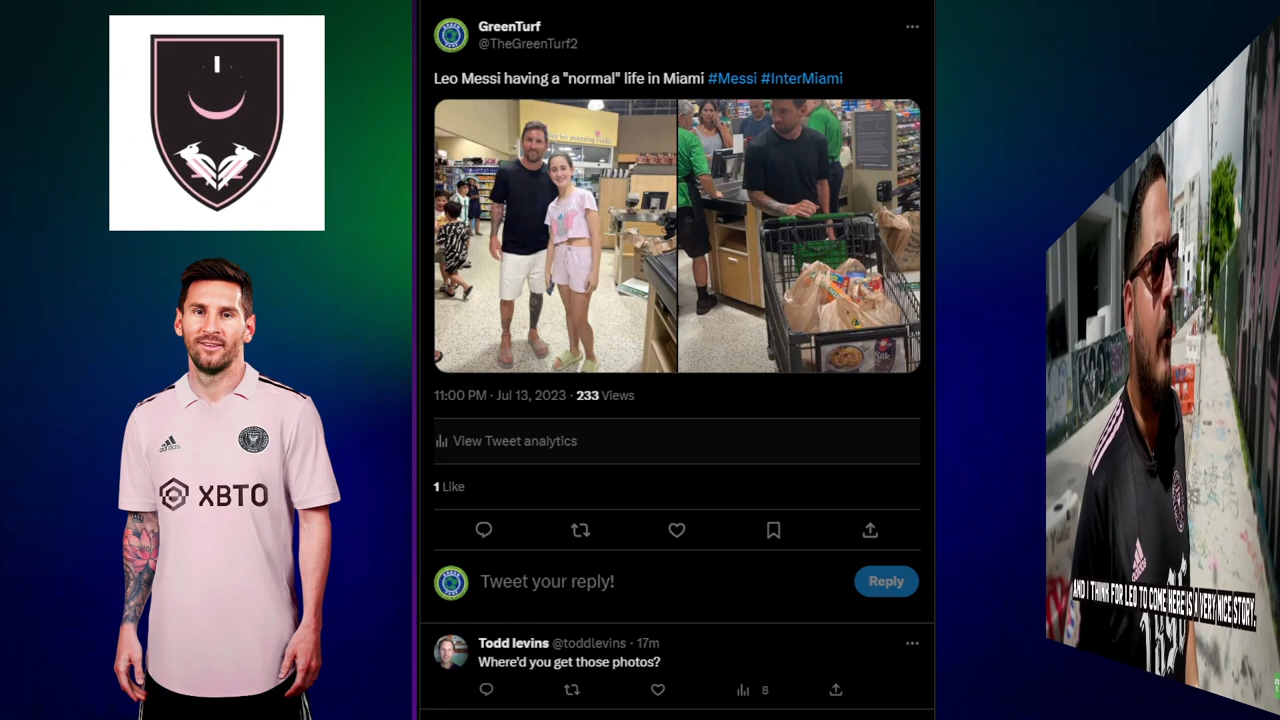 GreenTurf
@TheGreenTurf2
Leo Messi having a "normal" life in Miami #Messi #InterMiami
11:00 PM · Jul 13, 2023 · 233 Views
View Tweet analytics
1 Like
Tweet your reply!
Reply
Todd levins @toddlevins · 17m
Where'd you get those photos?
8
adidas
XBTO
Silk
AND I THINK FOR LEO TO COME HERE IS A VERY NICE STORY.